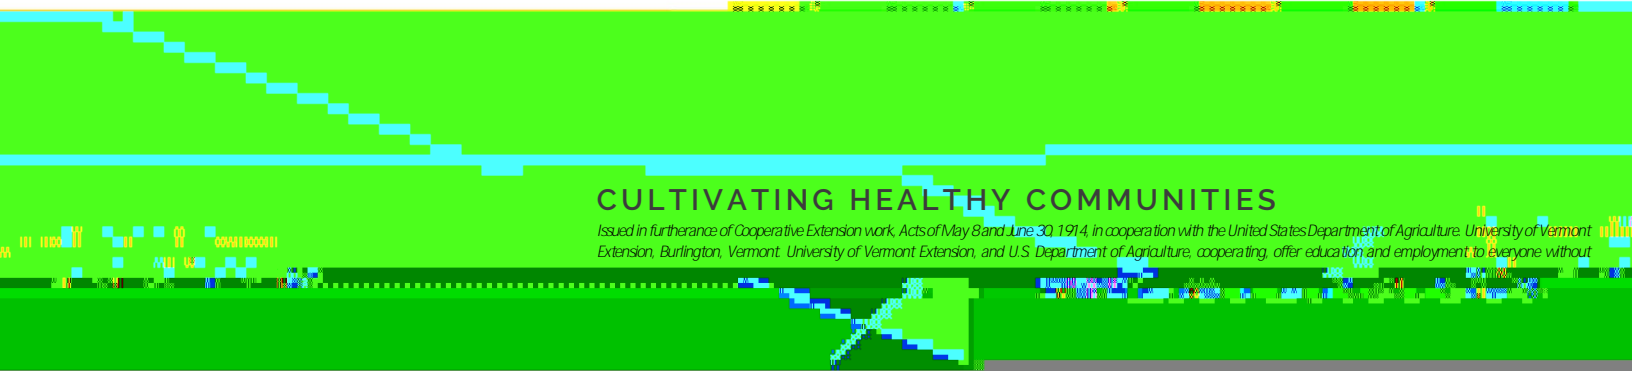 CULTIVATING HEALTHY COMMUNITIES
Issued in furtherance of Cooperative Extension work, Acts of May 8 and June 30, 1914, in cooperation with the United States Department of Agriculture. University of Vermont
Extension, Burlington, Vermont. University of Vermont Extension, and U.S. Department of Agriculture, cooperating, offer education and employment to everyone without